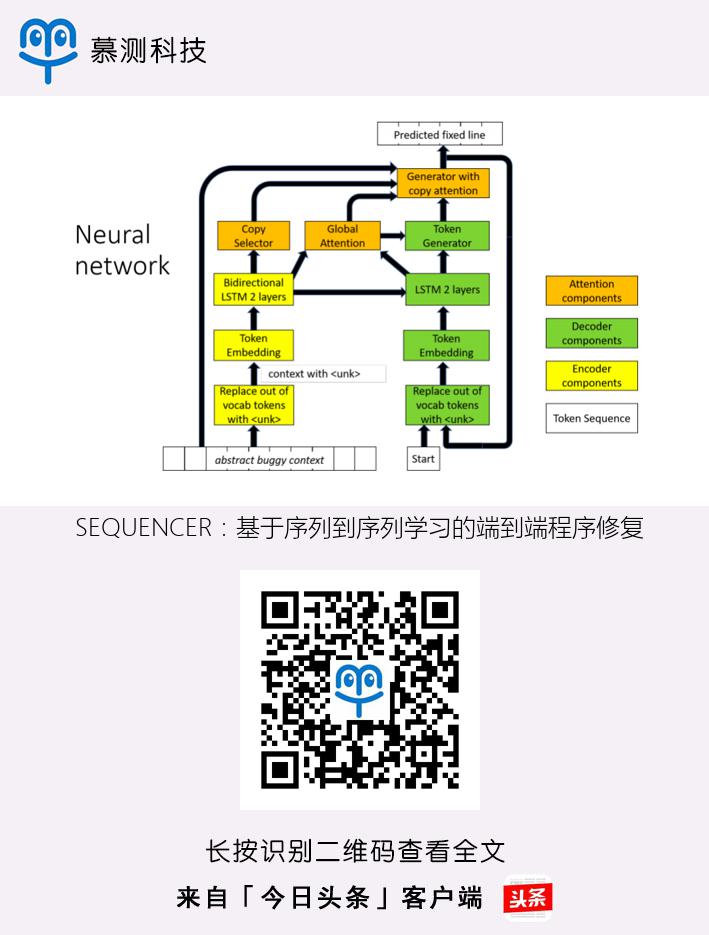 慕测科技
Predicted fixed line
Generator with
copy attention
Neural
network
Copy
Selector
Global
Attention
Token
Generator
Bidirectional
LSTM 2 layers
LSTM 2 layers
Attention
components
Token
Embedding
Token
Embedding
Decoder
components
context with <unk>
Replace out of
vocab tokens
with <unk>
Replace out of
vocab tokens
with <unk>
Encoder
components
Token Sequence
abstract buggy context
Start
SEQUENCER：基于序列到序列学习的端到端程序修复
长按识别二维码查看全文
来自「今日头条」客户端
头条